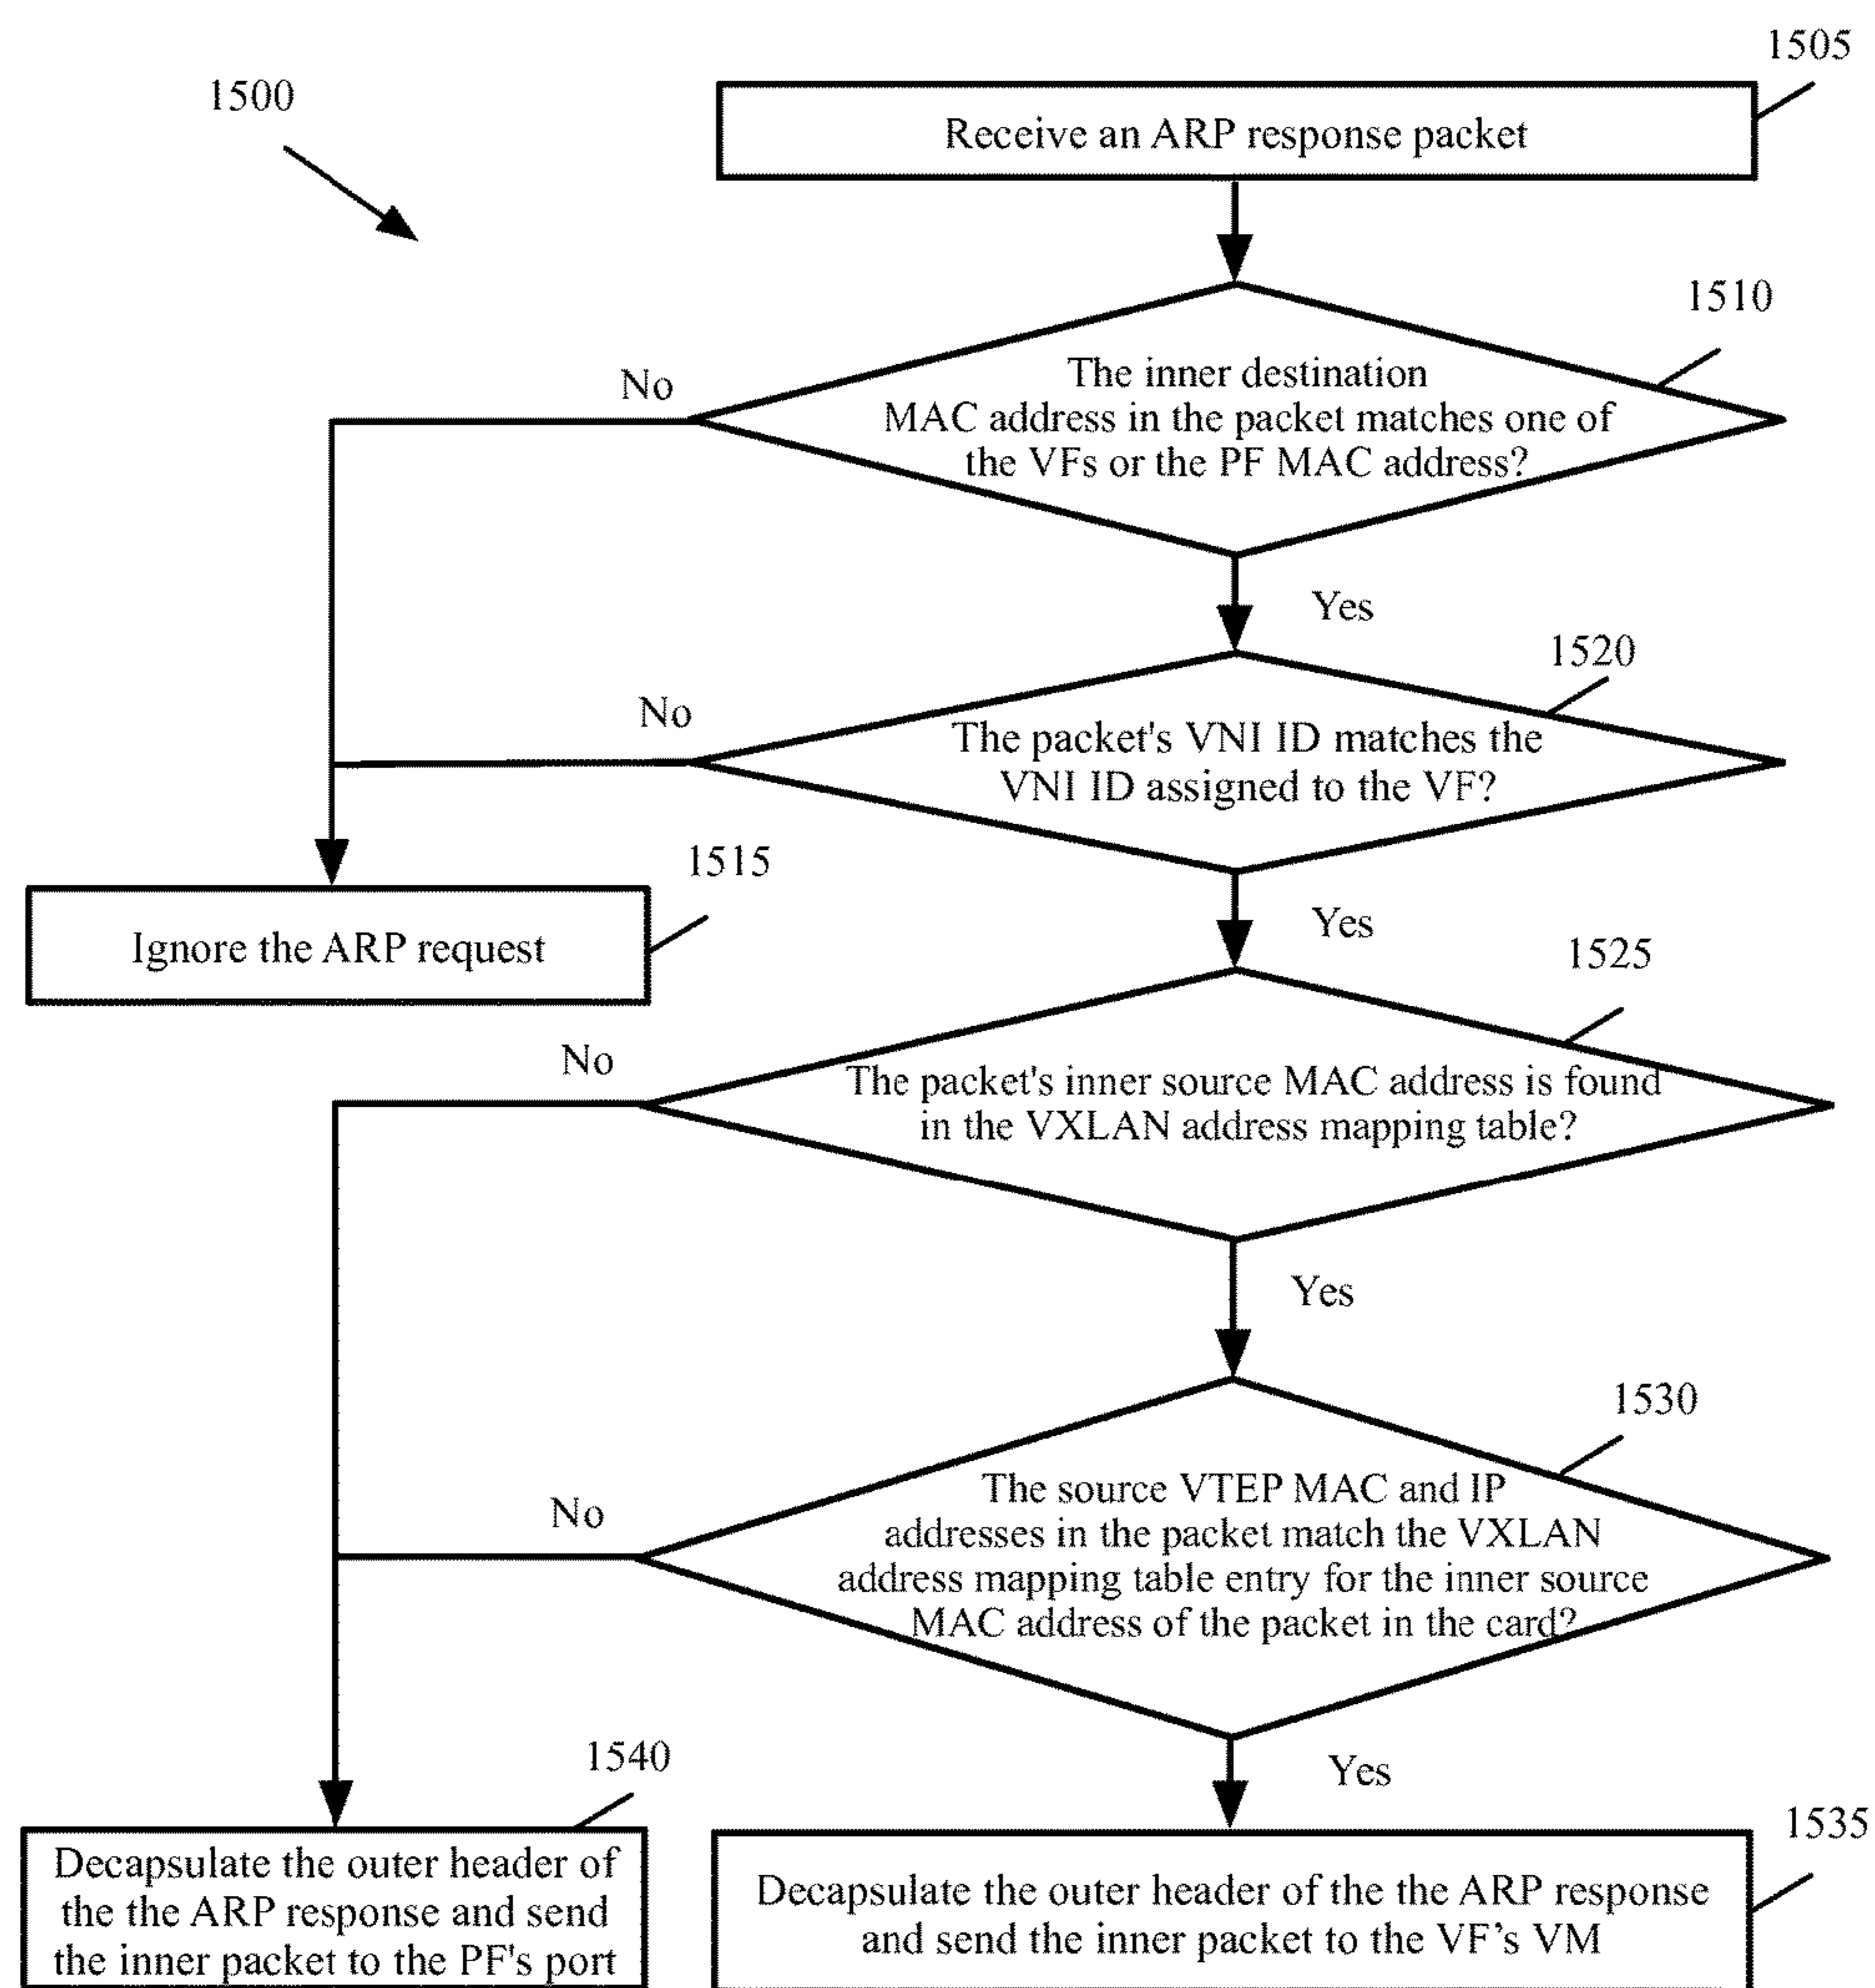 1505
1500
Receive an ARP response packet
1510
No
The inner destination
MAC address in the packet matches one of
the VFs or the PF MAC address?
Yes
1520
No
The packet's VNI ID matches the
VNI ID assigned to the VF?
1515
Yes
Ignore the ARP request
1525
No
The packet's inner source MAC address is found
in the VXLAN address mapping table?
Yes
1530
No
The source VTEP MAC and IP
addresses in the packet match the VXLAN
address mapping table entry for the inner source
MAC address of the packet in the card?
1540
Yes
1535
Decapsulate the outer header of
the the ARP response and send
the inner packet to the PF's port
Decapsulate the outer header of the the ARP response
and send the inner packet to the VF’s VM